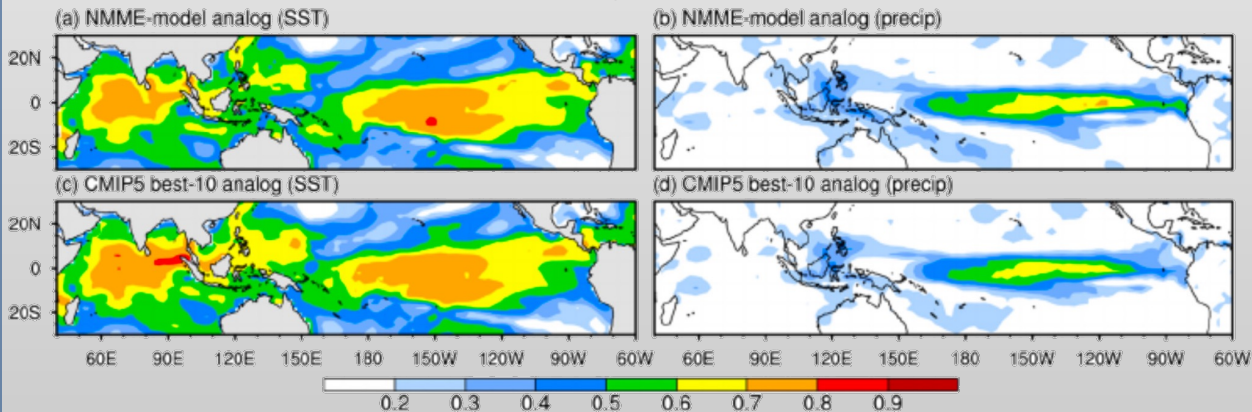 (a) NMME-model analog (SST)
(b) NMME-model analog (precip)
20N
0
20S
(c) CMIP5 best-10 analog (SST)
(d) CMIP5 best-10 analog (precip)
20N
0
20S
60E 90E 120E 150E 180 150W 120W 90W 60W
60E 90E 120E 150E 180 150W 120W 90W 60W
0.2 0.3 0.4 0.5 0.6 0.7 0.8 0.9